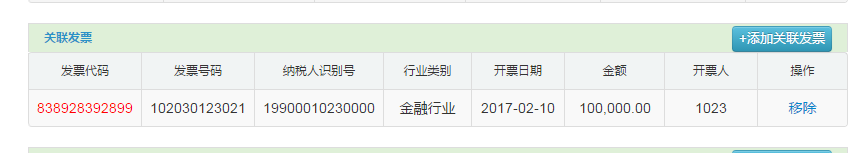 关联发票 +添加关联发票
发票代码 发票号码 纳税人识别号 行业类别 开票日期 金额 开票人 操作
838928392899 102030123021 19900010230000 金融行业 2017-02-10 100,000.00 1023 移除